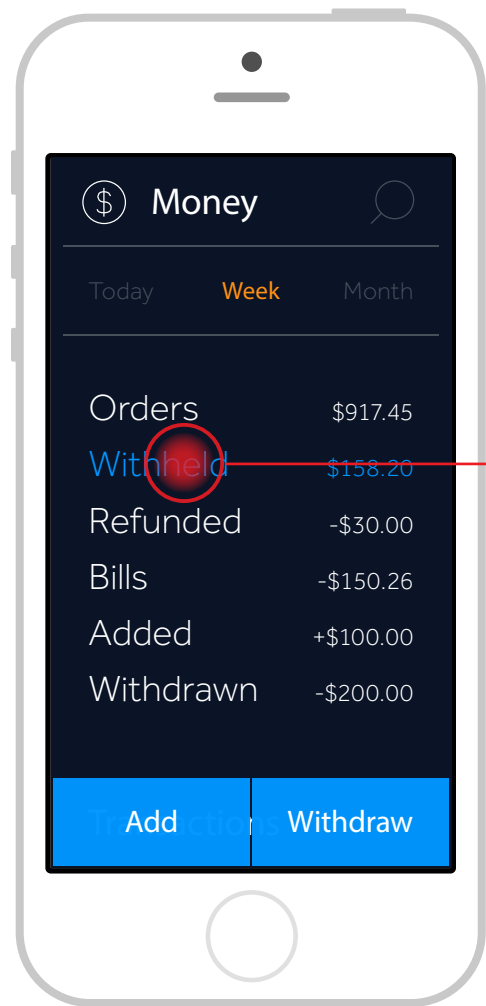 $ Money
Today Week Month
Orders $917.45
Withheld $158.20
Refunded -$30.00
Bills -$150.26
Added +$100.00
Withdrawn -$200.00
Transactions
Add Withdraw